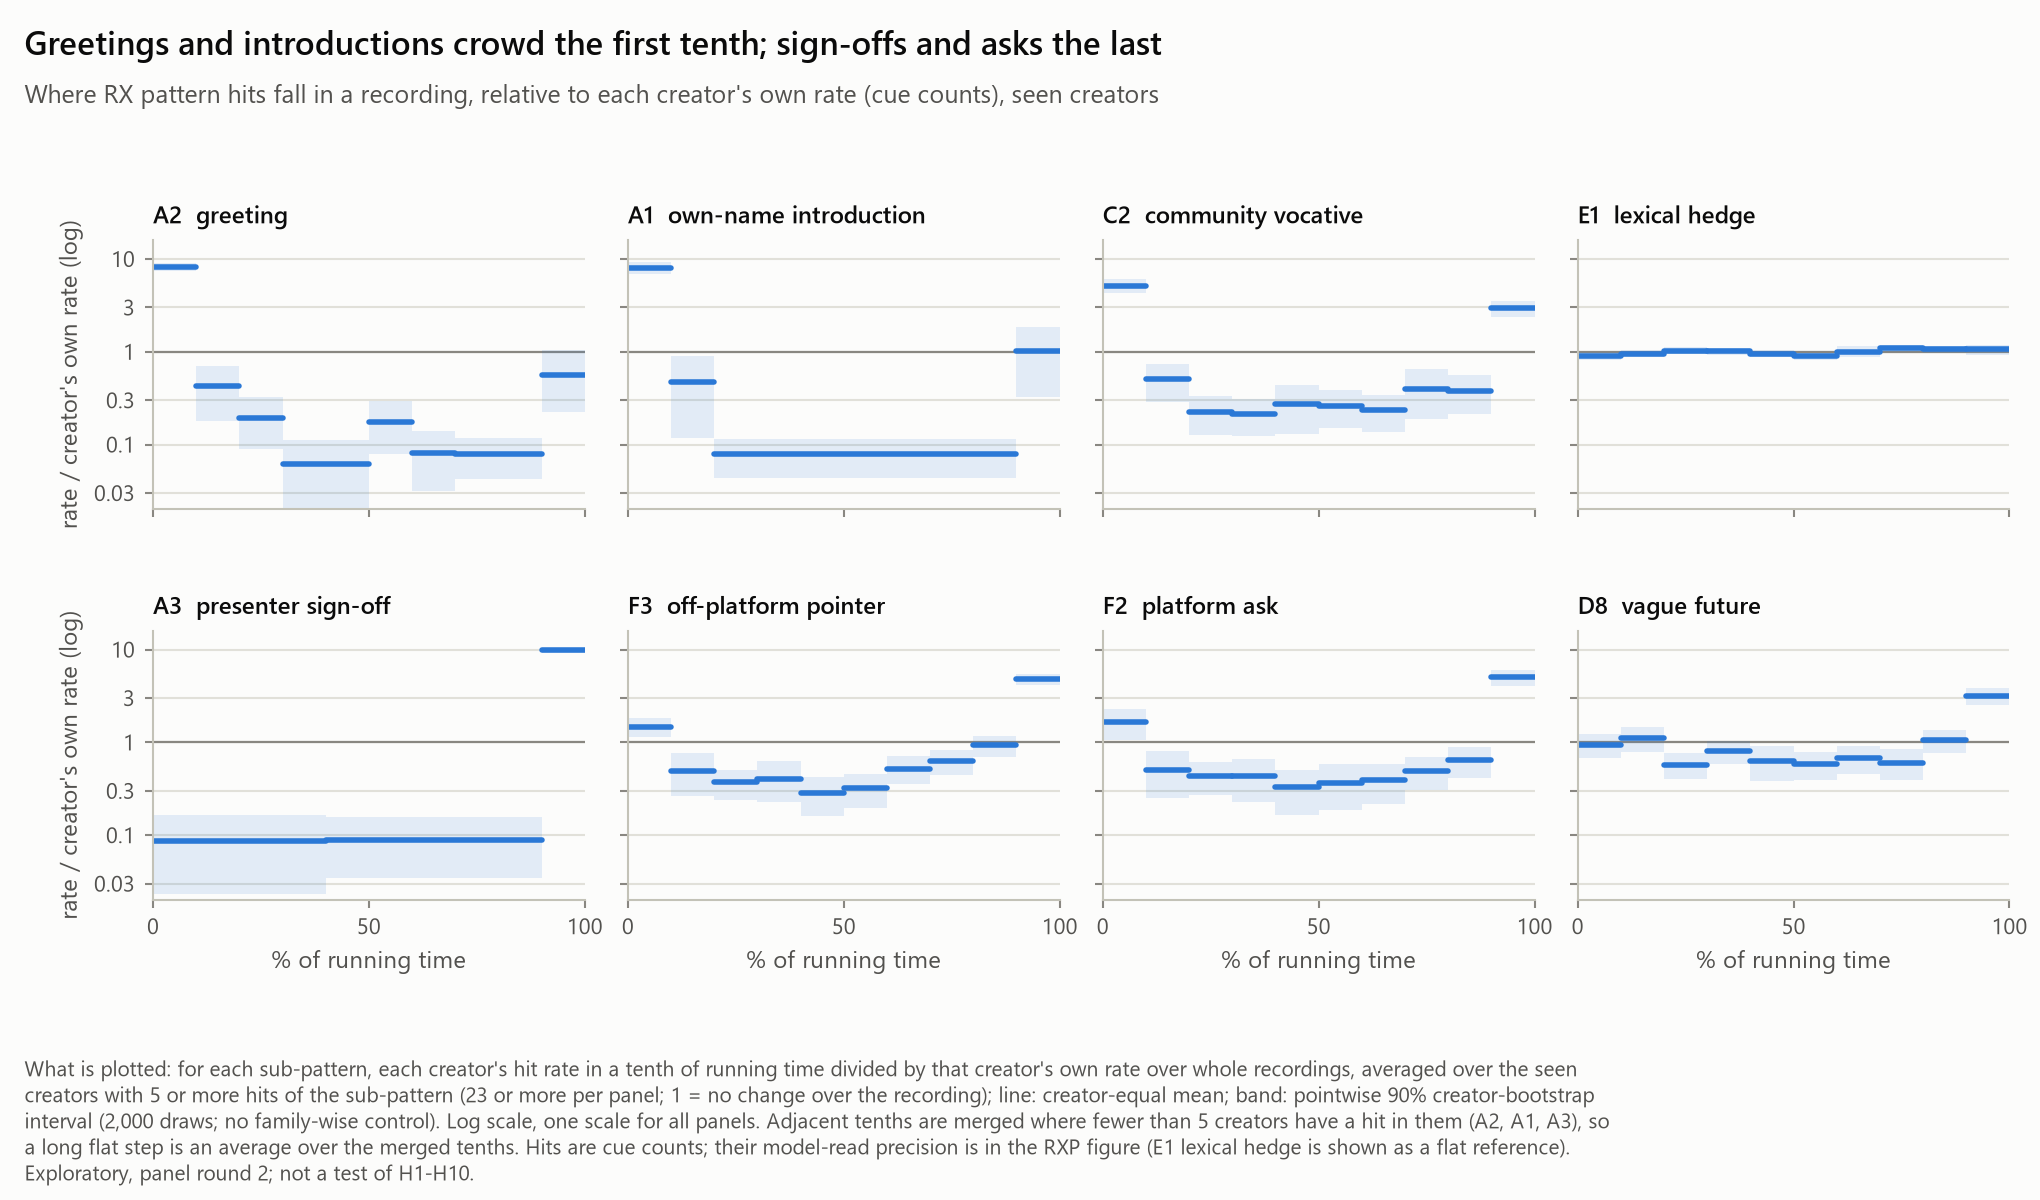 Greetings and introductions crowd the first tenth; sign-offs and asks the last
Where RX pattern hits fall in a recording, relative to each creator's own rate (cue counts), seen creators
A2 greeting
A1 own-name introduction
C2 community vocative
E1 lexical hedge
rate / creator's own rate (log)
10
3
1
0.3
0.1
0.03
A3 presenter sign-off
F3 off-platform pointer
F2 platform ask
D8 vague future
rate / creator's own rate (log)
10
3
1
0.3
0.1
0.03
0 50 100
0 50 100
0 50 100
0 50 100
% of running time
% of running time
% of running time
% of running time
What is plotted: for each sub-pattern, each creator's hit rate in a tenth of running time divided by that creator's own rate over whole recordings, averaged over the seen
creators with 5 or more hits of the sub-pattern (23 or more per panel; 1 = no change over the recording); line: creator-equal mean; band: pointwise 90% creator-bootstrap
interval (2,000 draws; no family-wise control). Log scale, one scale for all panels. Adjacent tenths are merged where fewer than 5 creators have a hit in them (A2, A1, A3), so
a long flat step is an average over the merged tenths. Hits are cue counts; their model-read precision is in the RXP figure (E1 lexical hedge is shown as a flat reference).
Exploratory, panel round 2; not a test of H1-H10.